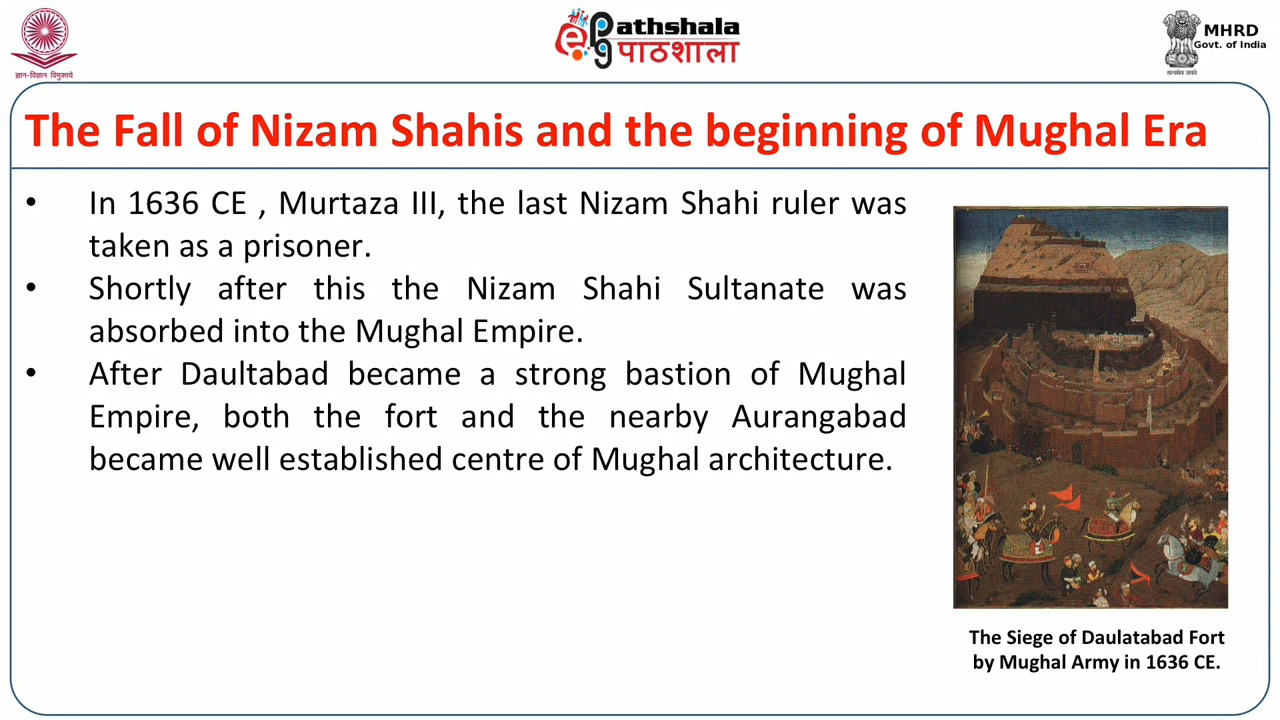 ज्ञान-विज्ञान विमुक्तये
e Pathshala
पाठशाला
MHRD
Govt. of India
सत्यमेव जयते
The Fall of Nizam Shahis and the beginning of Mughal Era
• In 1636 CE , Murtaza III, the last Nizam Shahi ruler was
taken as a prisoner.
• Shortly after this the Nizam Shahi Sultanate was
absorbed into the Mughal Empire.
• After Daultabad became a strong bastion of Mughal
Empire, both the fort and the nearby Aurangabad
became well established centre of Mughal architecture.
The Siege of Daulatabad Fort
by Mughal Army in 1636 CE.